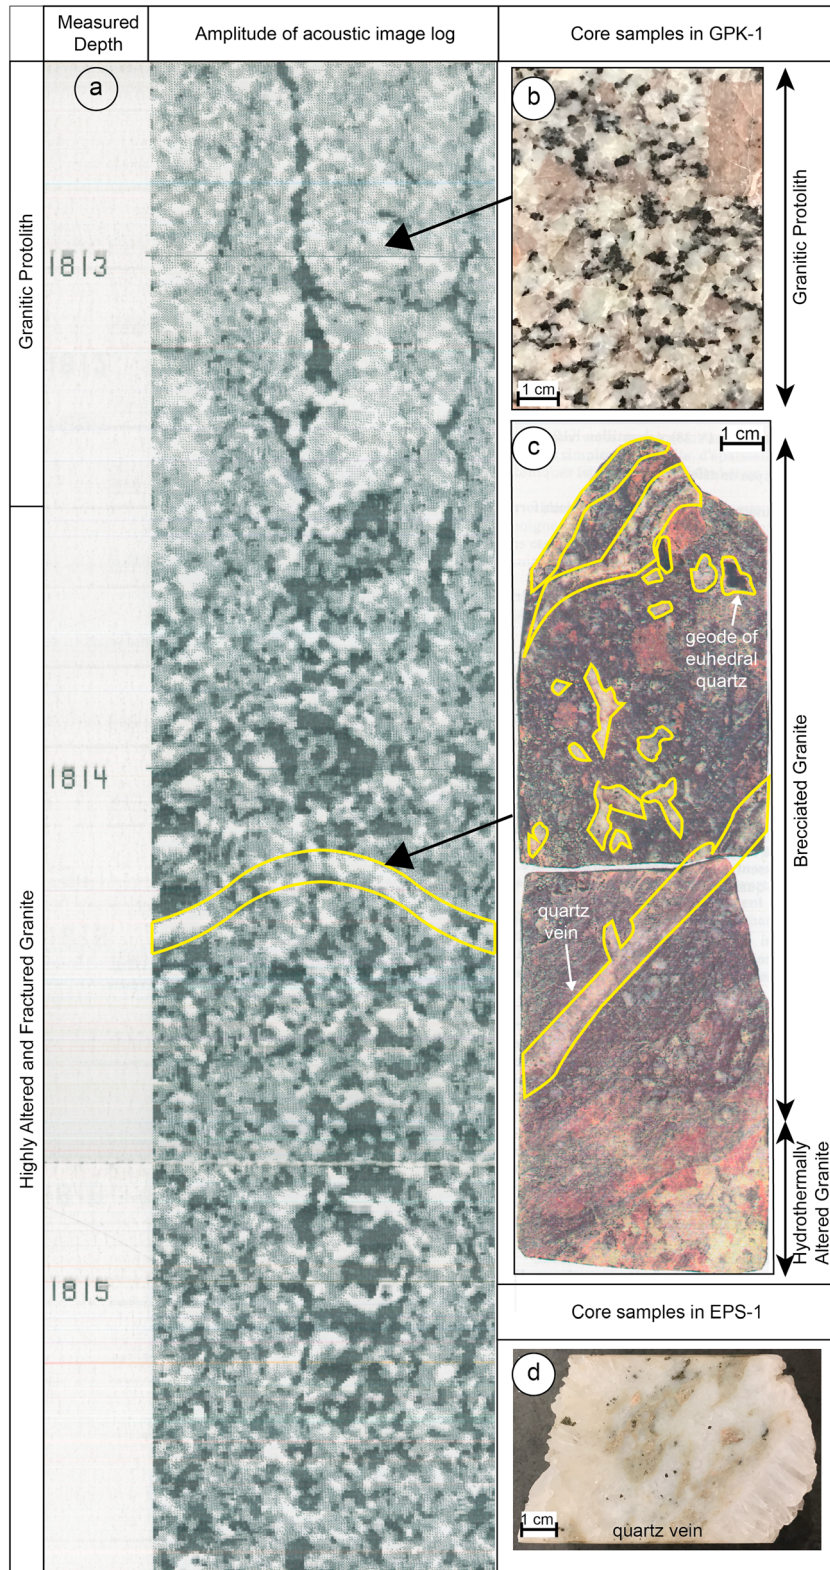 Measured
Depth
Amplitude of acoustic image log
Core samples in GPK-1
a
b
Granitic Protolith
Granitic Protolith
1813
1 cm
c
1 cm
geode of
euhedral
quartz
1814
Brecciated Granite
quartz
vein
Highly Altered and Fractured Granite
Hydrothermally
Altered Granite
1815
Core samples in EPS-1
d
1 cm
quartz vein